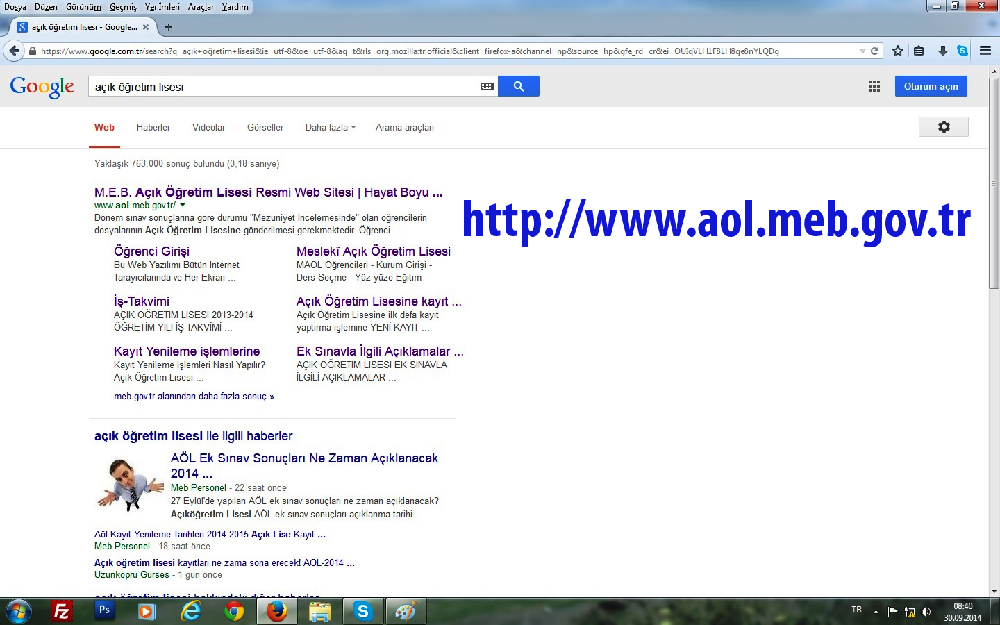 Dosya Düzen Görünüm Geçmiş Yer İmleri Araçlar Yardım
açık öğretim lisesi - Google...
https://www.google.com.tr/search?q=açık+öğretim+lisesi&ie=utf-8&oe=utf-8&aq=t&rls=org.mozilla:tr:official&client=firefox-a&channel=np&source=hp&gfe_rd=cr&ei=OUIqVLH1F8LH8ge8nYLQDg
Google
açık öğretim lisesi
Oturum açın
Web Haberler Videolar Görseller Daha fazla Arama araçları
Yaklaşık 763.000 sonuç bulundu (0,18 saniye)
M.E.B. Açık Öğretim Lisesi Resmi Web Sitesi | Hayat Boyu ...
www.aol.meb.gov.tr/
Dönem sınav sonuçlarına göre durumu "Mezuniyet İncelemesinde" olan öğrencilerin
dosyalarının Açık Öğretim Lisesine gönderilmesi gerekmektedir. Öğrenci ...
http://www.aol.meb.gov.tr
Öğrenci Girişi
Bu Web Yazılımı Bütün İnternet
Tarayıcılarında ve Her Ekran ...
Meslekî Açık Öğretim Lisesi
MAÖL Öğrencileri - Kurum Girişi -
Ders Seçme - Yüz yüze Eğitim
İş-Takvimi
AÇIK ÖĞRETİM LİSESİ 2013-2014
ÖĞRETİM YILI İŞ TAKVİMİ ...
Açık Öğretim Lisesine kayıt ...
Açık Öğretim Lisesine ilk defa kayıt
yaptırma işlemine YENİ KAYIT ...
Kayıt Yenileme işlemlerine
Kayıt Yenileme İşlemleri Nasıl Yapılır?
Açık Öğretim Lisesi ...
Ek Sınavla İlgili Açıklamalar ...
AÇIK ÖĞRETİM LİSESİ EK SINAVLA
İLGİLİ AÇIKLAMALAR ...
meb.gov.tr alanından daha fazla sonuç »
açık öğretim lisesi ile ilgili haberler
AÖL Ek Sınav Sonuçları Ne Zaman Açıklanacak
2014 ...
Meb Personel - 22 saat önce
27 Eylül'de yapılan AÖL ek sınav sonuçları ne zaman açıklanacak?
Açıköğretim Lisesi AÖL ek sınav sonuçları açıklanma tarihi.
Aöl Kayıt Yenileme Tarihleri 2014 2015 Açık Lise Kayıt ...
Meb Personel - 18 saat önce
Açık öğretim lisesi kayıtları ne zama sona erecek! AÖL-2014 ...
Uzunköprü Gürses - 1 gün önce
açık öğretim lisesi hakkındaki diğer haberler
Fz Ps TR 08:40
30.09.2014